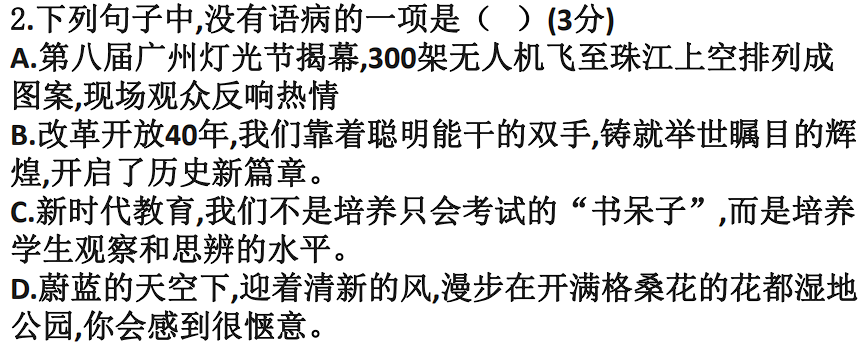 2.下列句子中,没有语病的一项是（  ）(3分)
A.第八届广州灯光节揭幕,300架无人机飞至珠江上空排列成
图案,现场观众反响热情
B.改革开放40年,我们靠着聪明能干的双手,铸就举世瞩目的辉
煌,开启了历史新篇章。
C.新时代教育,我们不是培养只会考试的“书呆子”,而是培养
学生观察和思辨的水平。
D.蔚蓝的天空下,迎着清新的风,漫步在开满格桑花的花都湿地
公园,你会感到很惬意。